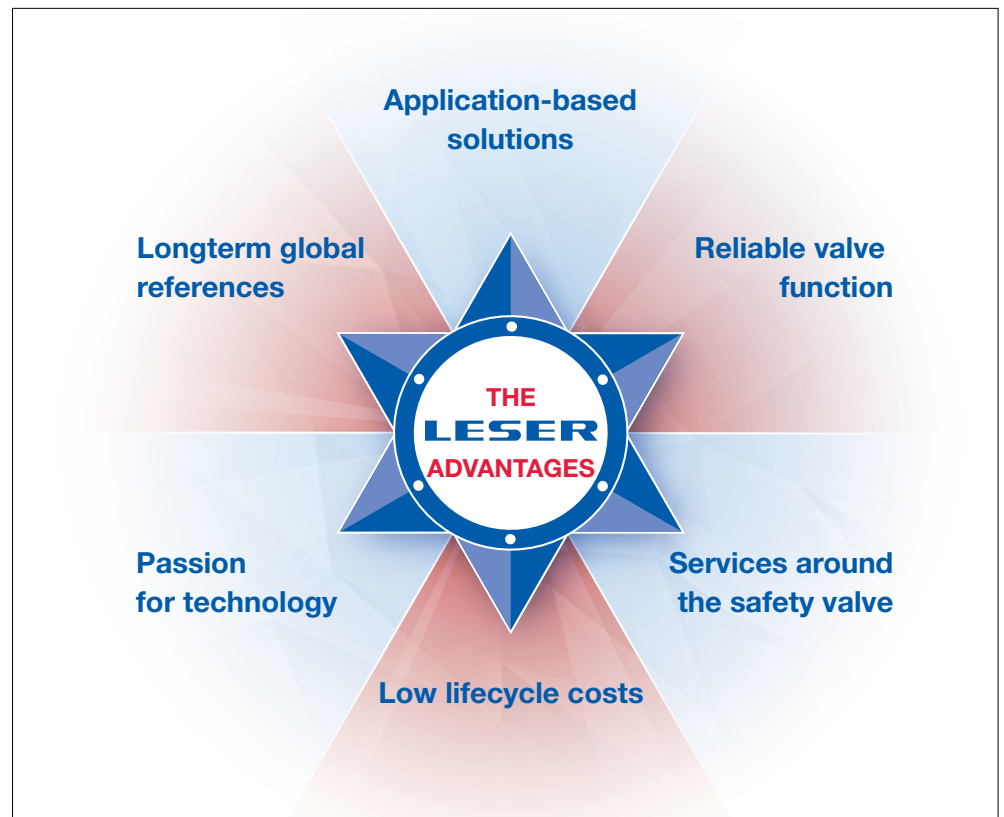 Application-based
solutions
Longterm global
references
Reliable valve
function
THE
LESER
ADVANTAGES
Passion
for technology
Services around
the safety valve
Low lifecycle costs